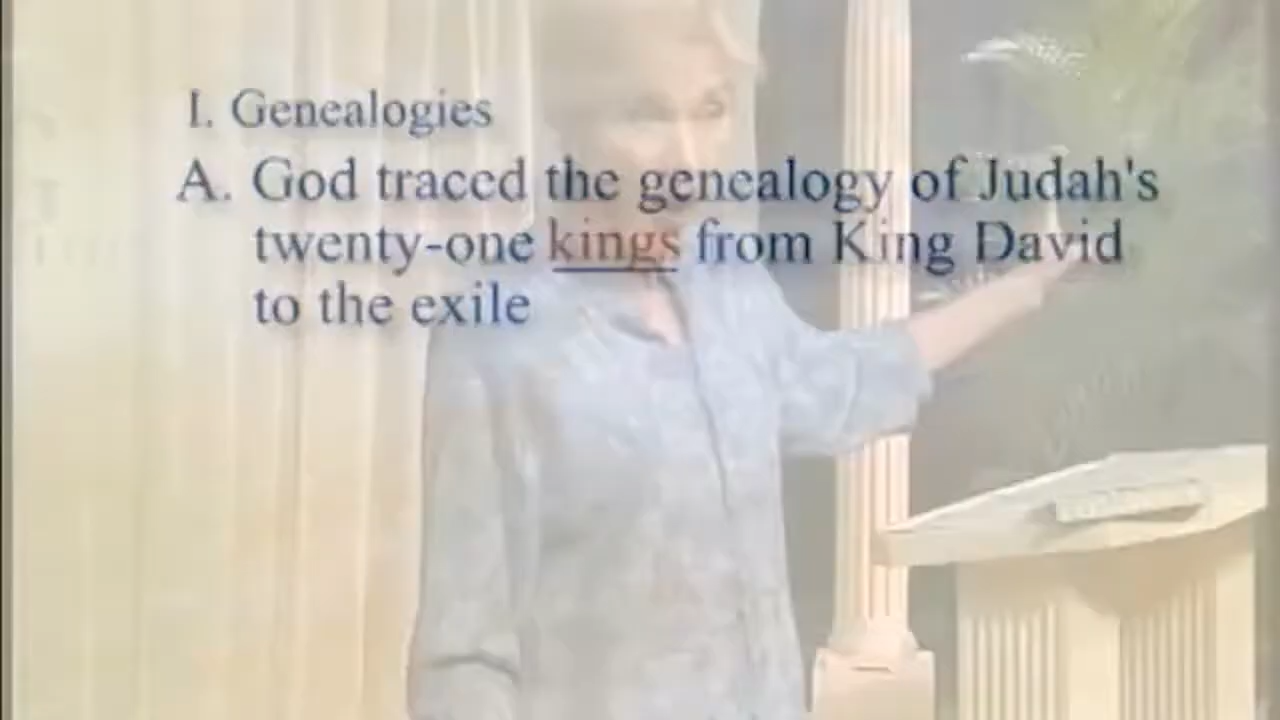 I. Genealogies
A. God traced the genealogy of Judah's
twenty-one kings from King David
to the exile